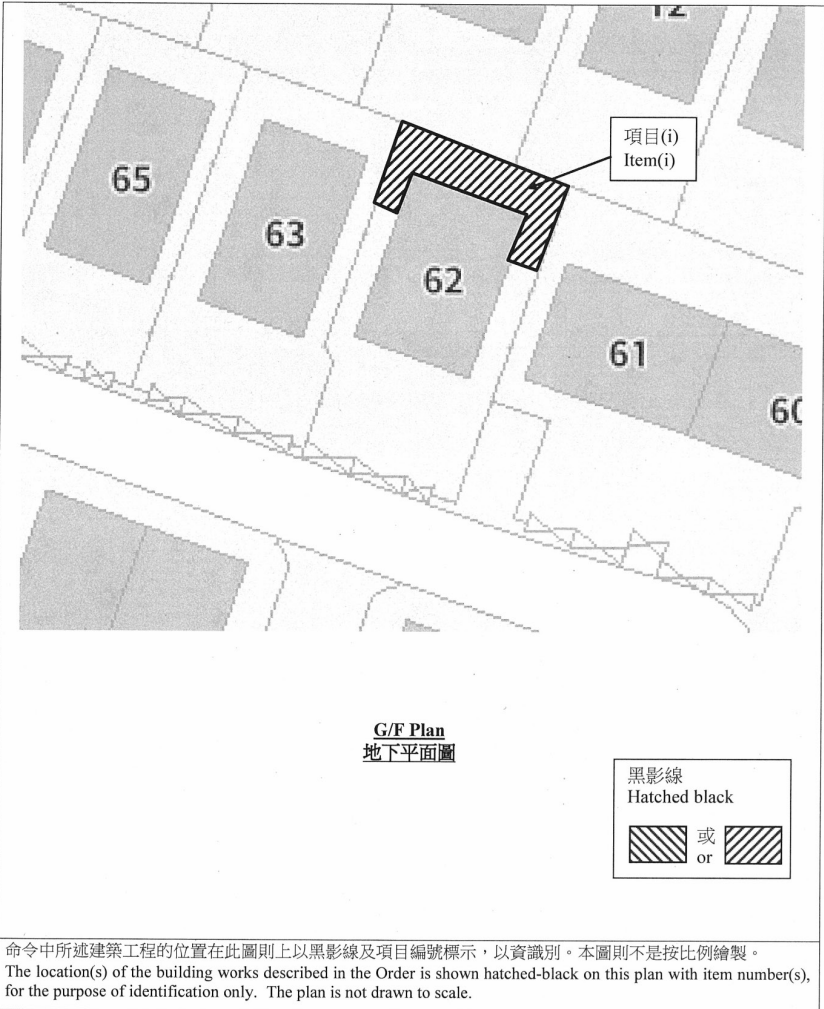 12
項目(i)
Item(i)
65
63
62
61
60
G/F Plan
地下平面圖
黑影線
Hatched black
或
or
命令中所述建築工程的位置在此圖則上以黑影線及項目編號標示，以資識別。本圖則不是按比例繪製。
The location(s) of the building works described in the Order is shown hatched-black on this plan with item number(s),
for the purpose of identification only. The plan is not drawn to scale.